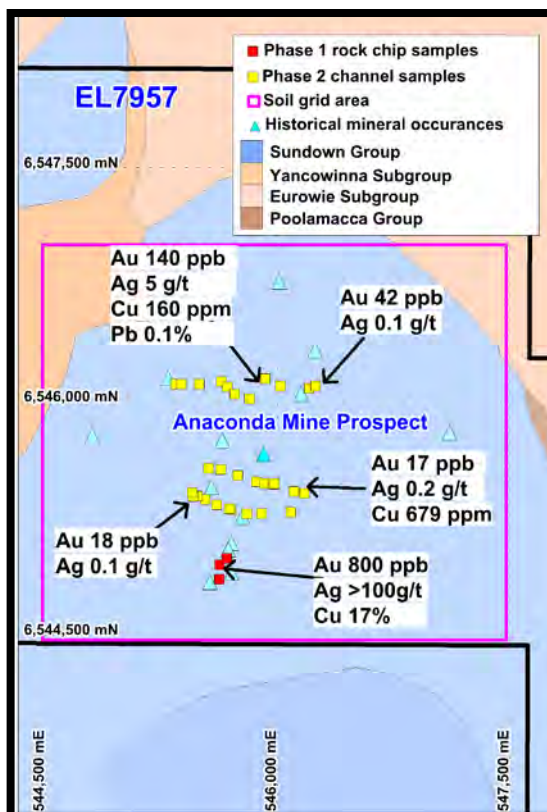 Phase 1 rock chip samples
Phase 2 channel samples
EL7957
Soil grid area
Historical mineral occurances
6,547,500 mN
Sundown Group
Yancowinna Subgroup
Eurowie Subgroup
Poolamacca Group
Au 140 ppb
Ag 5 g/t
Cu 160 ppm
Pb 0.1%
Au 42 ppb
Ag 0.1 g/t
6,546,000 mN
Anaconda Mine Prospect
Au 17 ppb
Ag 0.2 g/t
Cu 679 ppm
Au 18 ppb
Ag 0.1 g/t
Au 800 ppb
Ag >100g/t
Cu 17%
6,544,500 mN
544,500 mE
546,000 mE
547,500 mE